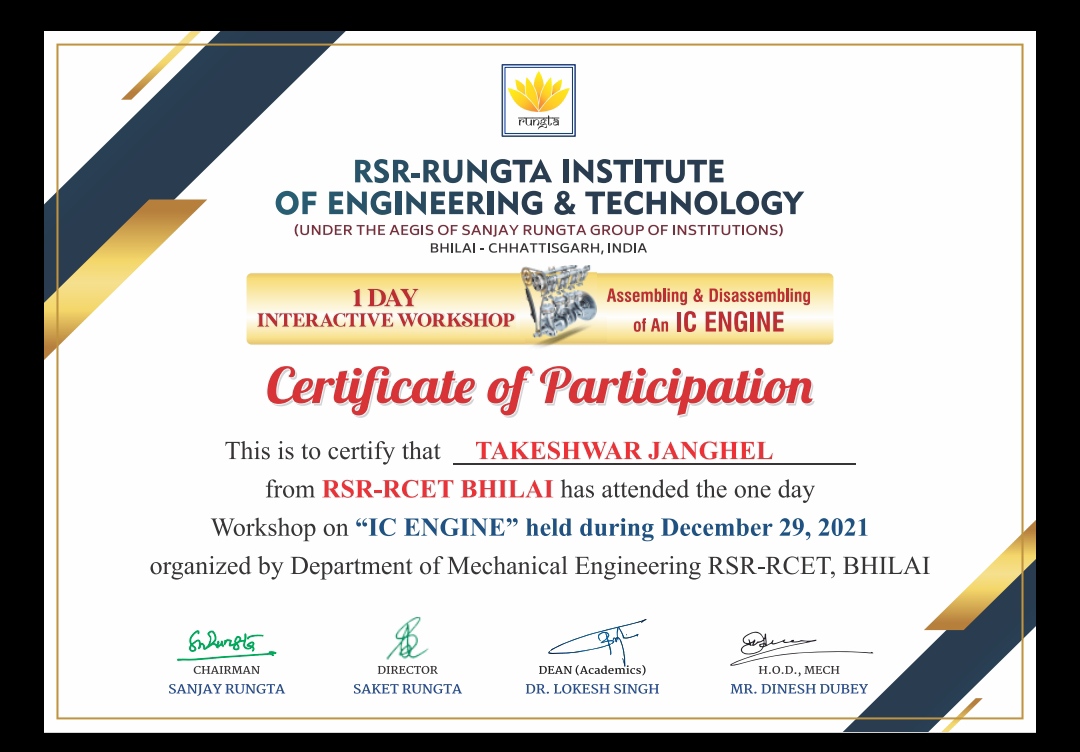 rungta
RSR-RUNGTA INSTITUTE
OF ENGINEERING & TECHNOLOGY
(UNDER THE AEGIS OF SANJAY RUNGTA GROUP OF INSTITUTIONS)
BHILAI - CHHATTISGARH, INDIA
1 DAY
INTERACTIVE WORKSHOP
Assembling & Disassembling
of An IC ENGINE
Certificate of Participation
This is to certify that TAKESHWAR JANGHEL
from RSR-RCET BHILAI has attended the one day
Workshop on “IC ENGINE” held during December 29, 2021
organized by Department of Mechanical Engineering RSR-RCET, BHILAI
CHAIRMAN
SANJAY RUNGTA
DIRECTOR
SAKET RUNGTA
DEAN (Academics)
DR. LOKESH SINGH
H.O.D., MECH
MR. DINESH DUBEY